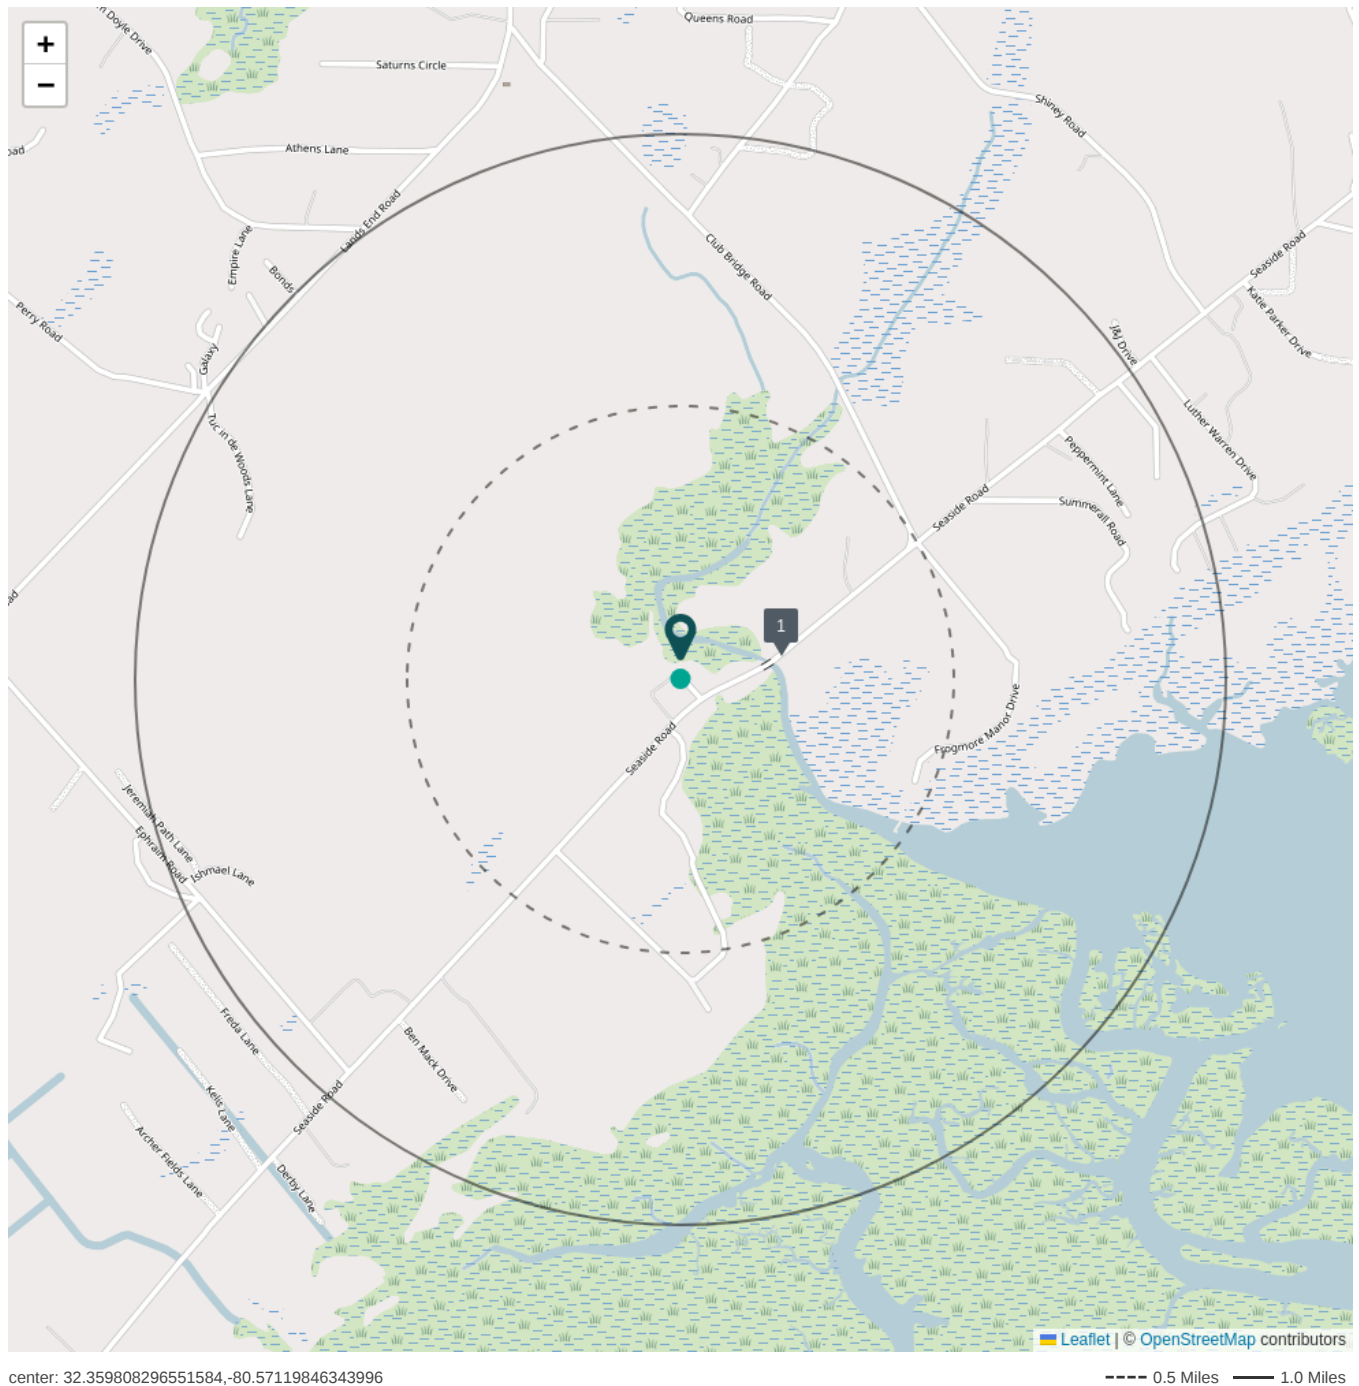 +
−
Doyle Drive
Queens Road
Saturns Circle
Shiney Road
Athens Lane
Lands End Road
Empire Lane
Bonds
Club Bridge Road
Seaside Road
Katie Parker Drive
Perry Road
Galaxy
J&J Drive
Luther Warren Drive
Tuc in de Woods Lane
Peppermint Lane
Seaside Road
Summerall Road
1
Frogmore Manor Drive
Seaside Road
Jeremiah Path Lane
Ephraim Road
Ishmael Lane
Freda Lane
Ben Mack Drive
Kelis Lane
Seaside Road
Archer Fields Lane
Derby Lane
Leaflet | © OpenStreetMap contributors
center: 32.359808296551584,-80.57119846343996
0.5 Miles
1.0 Miles